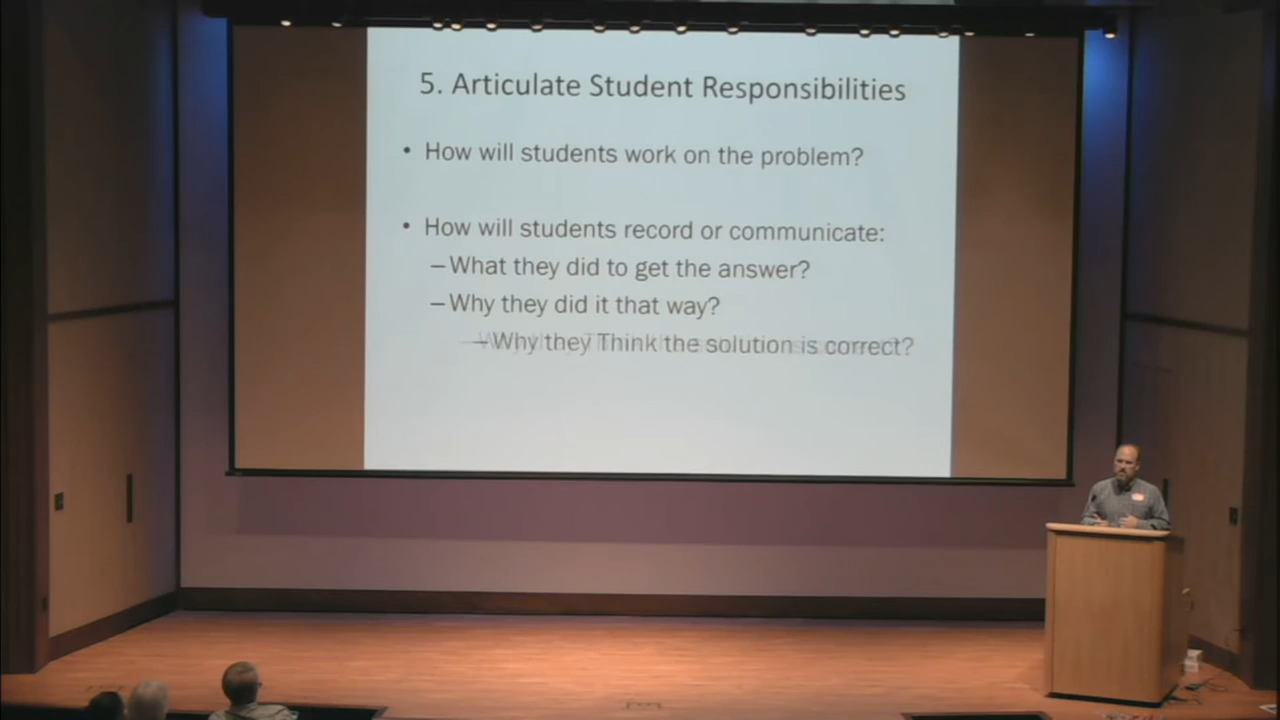 5. Articulate Student Responsibilities
• How will students work on the problem?
• How will students record or communicate:
– What they did to get the answer?
– Why they did it that way?
– Why they Think the solution is correct?